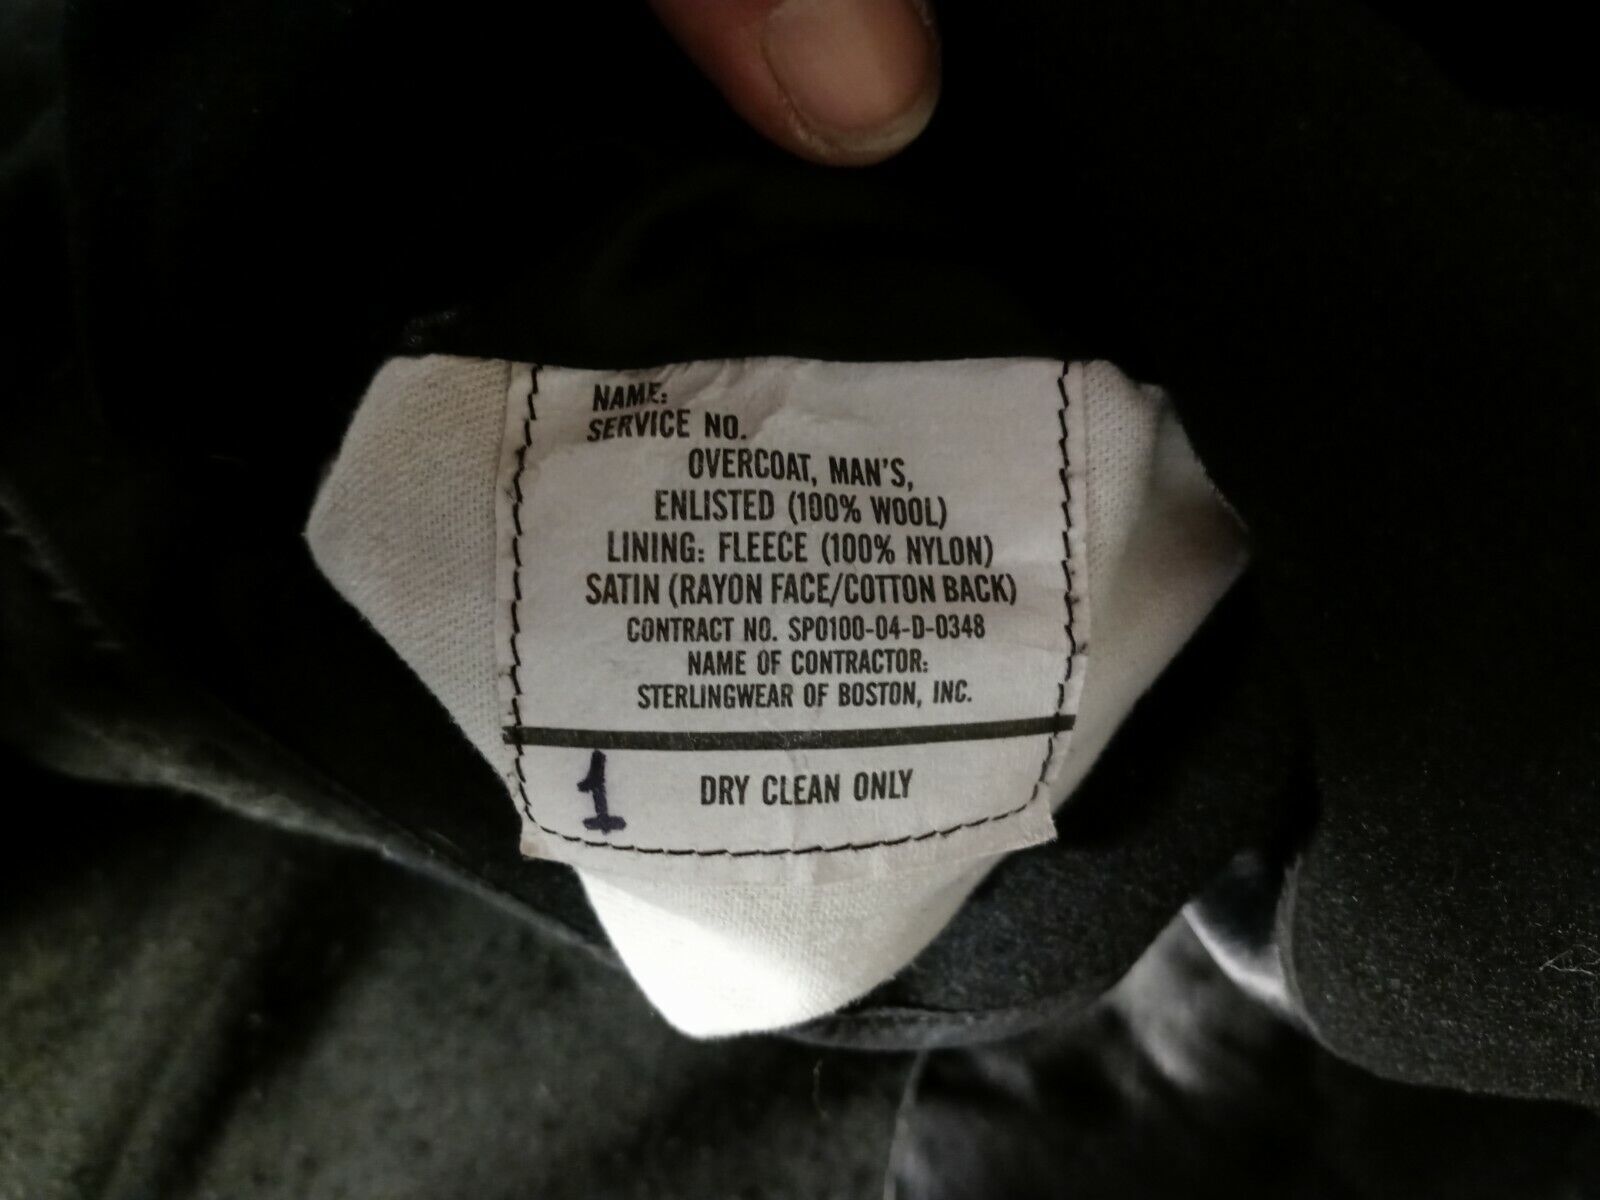 NAME:
SERVICE NO.
OVERCOAT, MAN'S,
ENLISTED (100% WOOL)
LINING: FLEECE (100% NYLON)
SATIN (RAYON FACE/COTTON BACK)
CONTRACT NO. SP0100-04-D-0348
NAME OF CONTRACTOR:
STERLINGWEAR OF BOSTON, INC.
1 DRY CLEAN ONLY